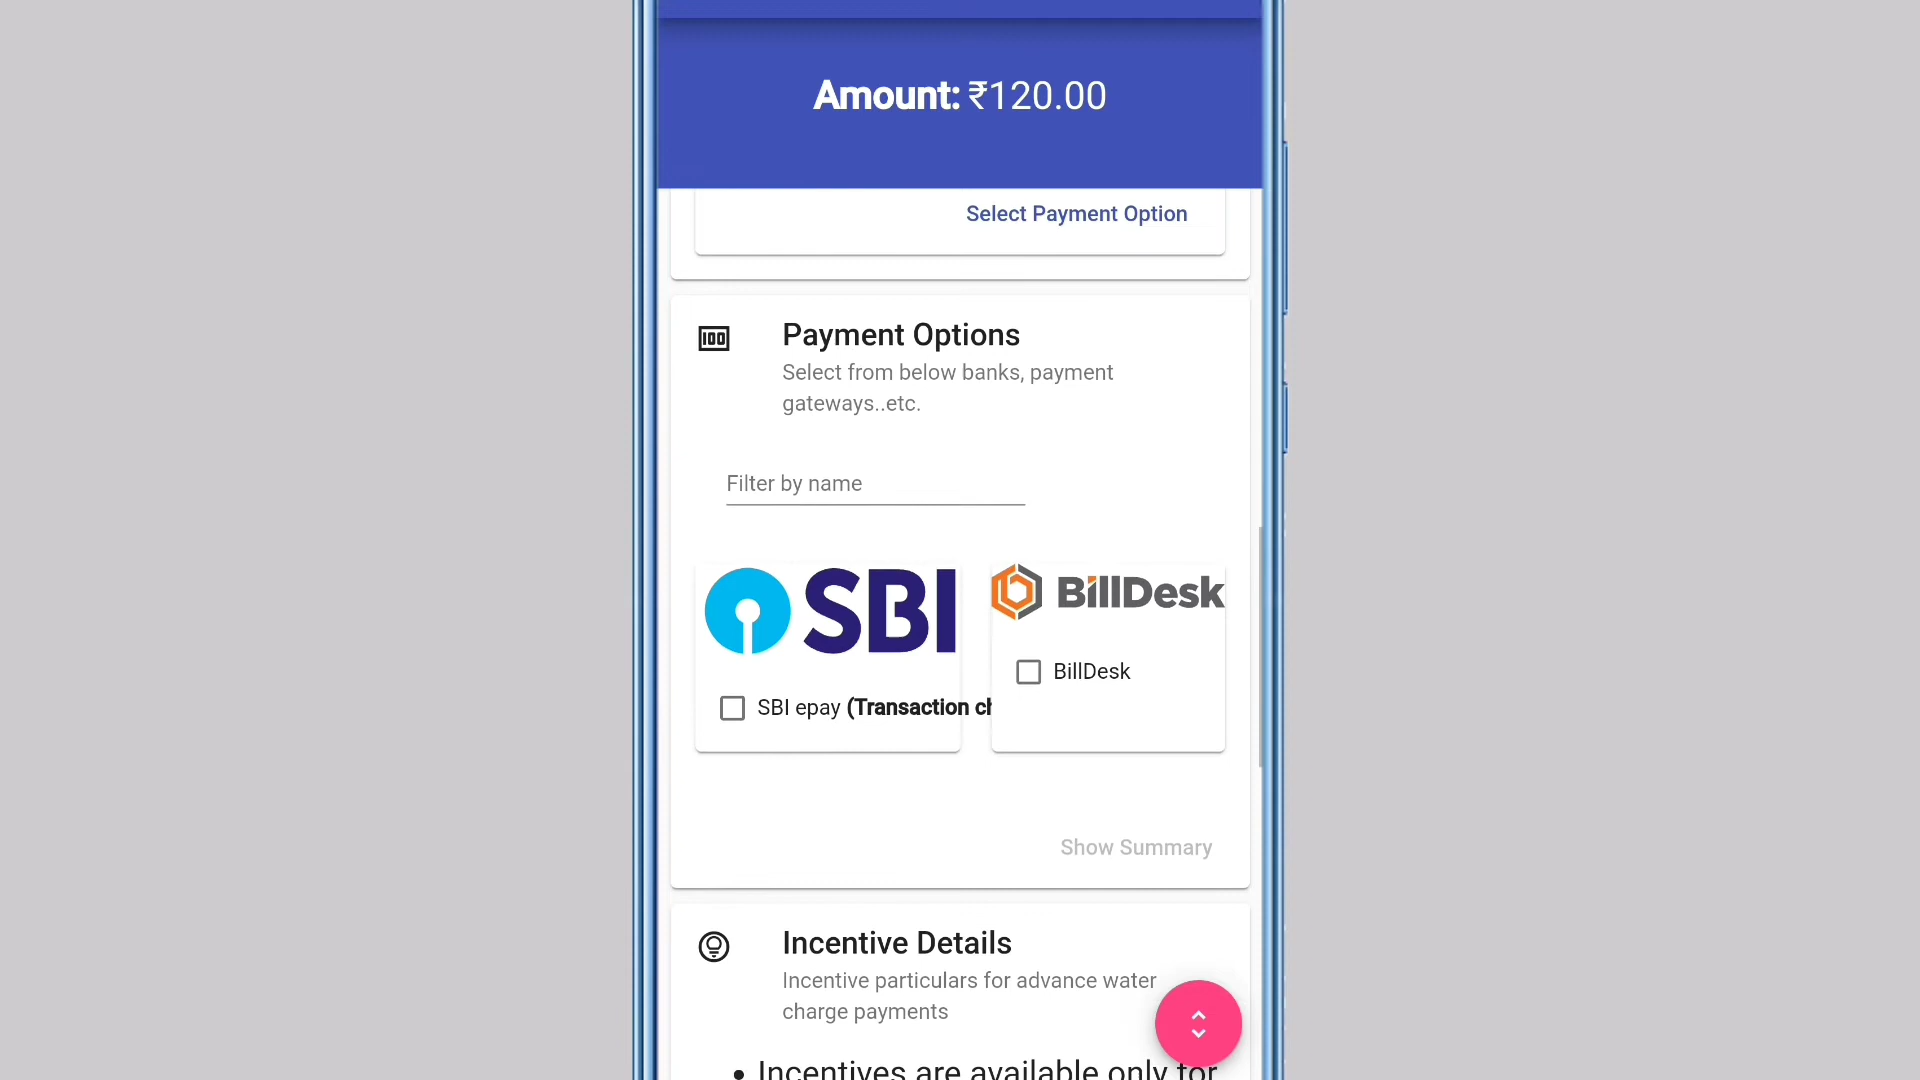 Amount: ₹120.00
Select Payment Option
100
Payment Options
Select from below banks, payment
gateways..etc.
Filter by name
SBI
BillDesk
BillDesk
SBI epay (Transaction ch
Show Summary
Incentive Details
Incentive particulars for advance water
charge payments
• Incentives are available only for